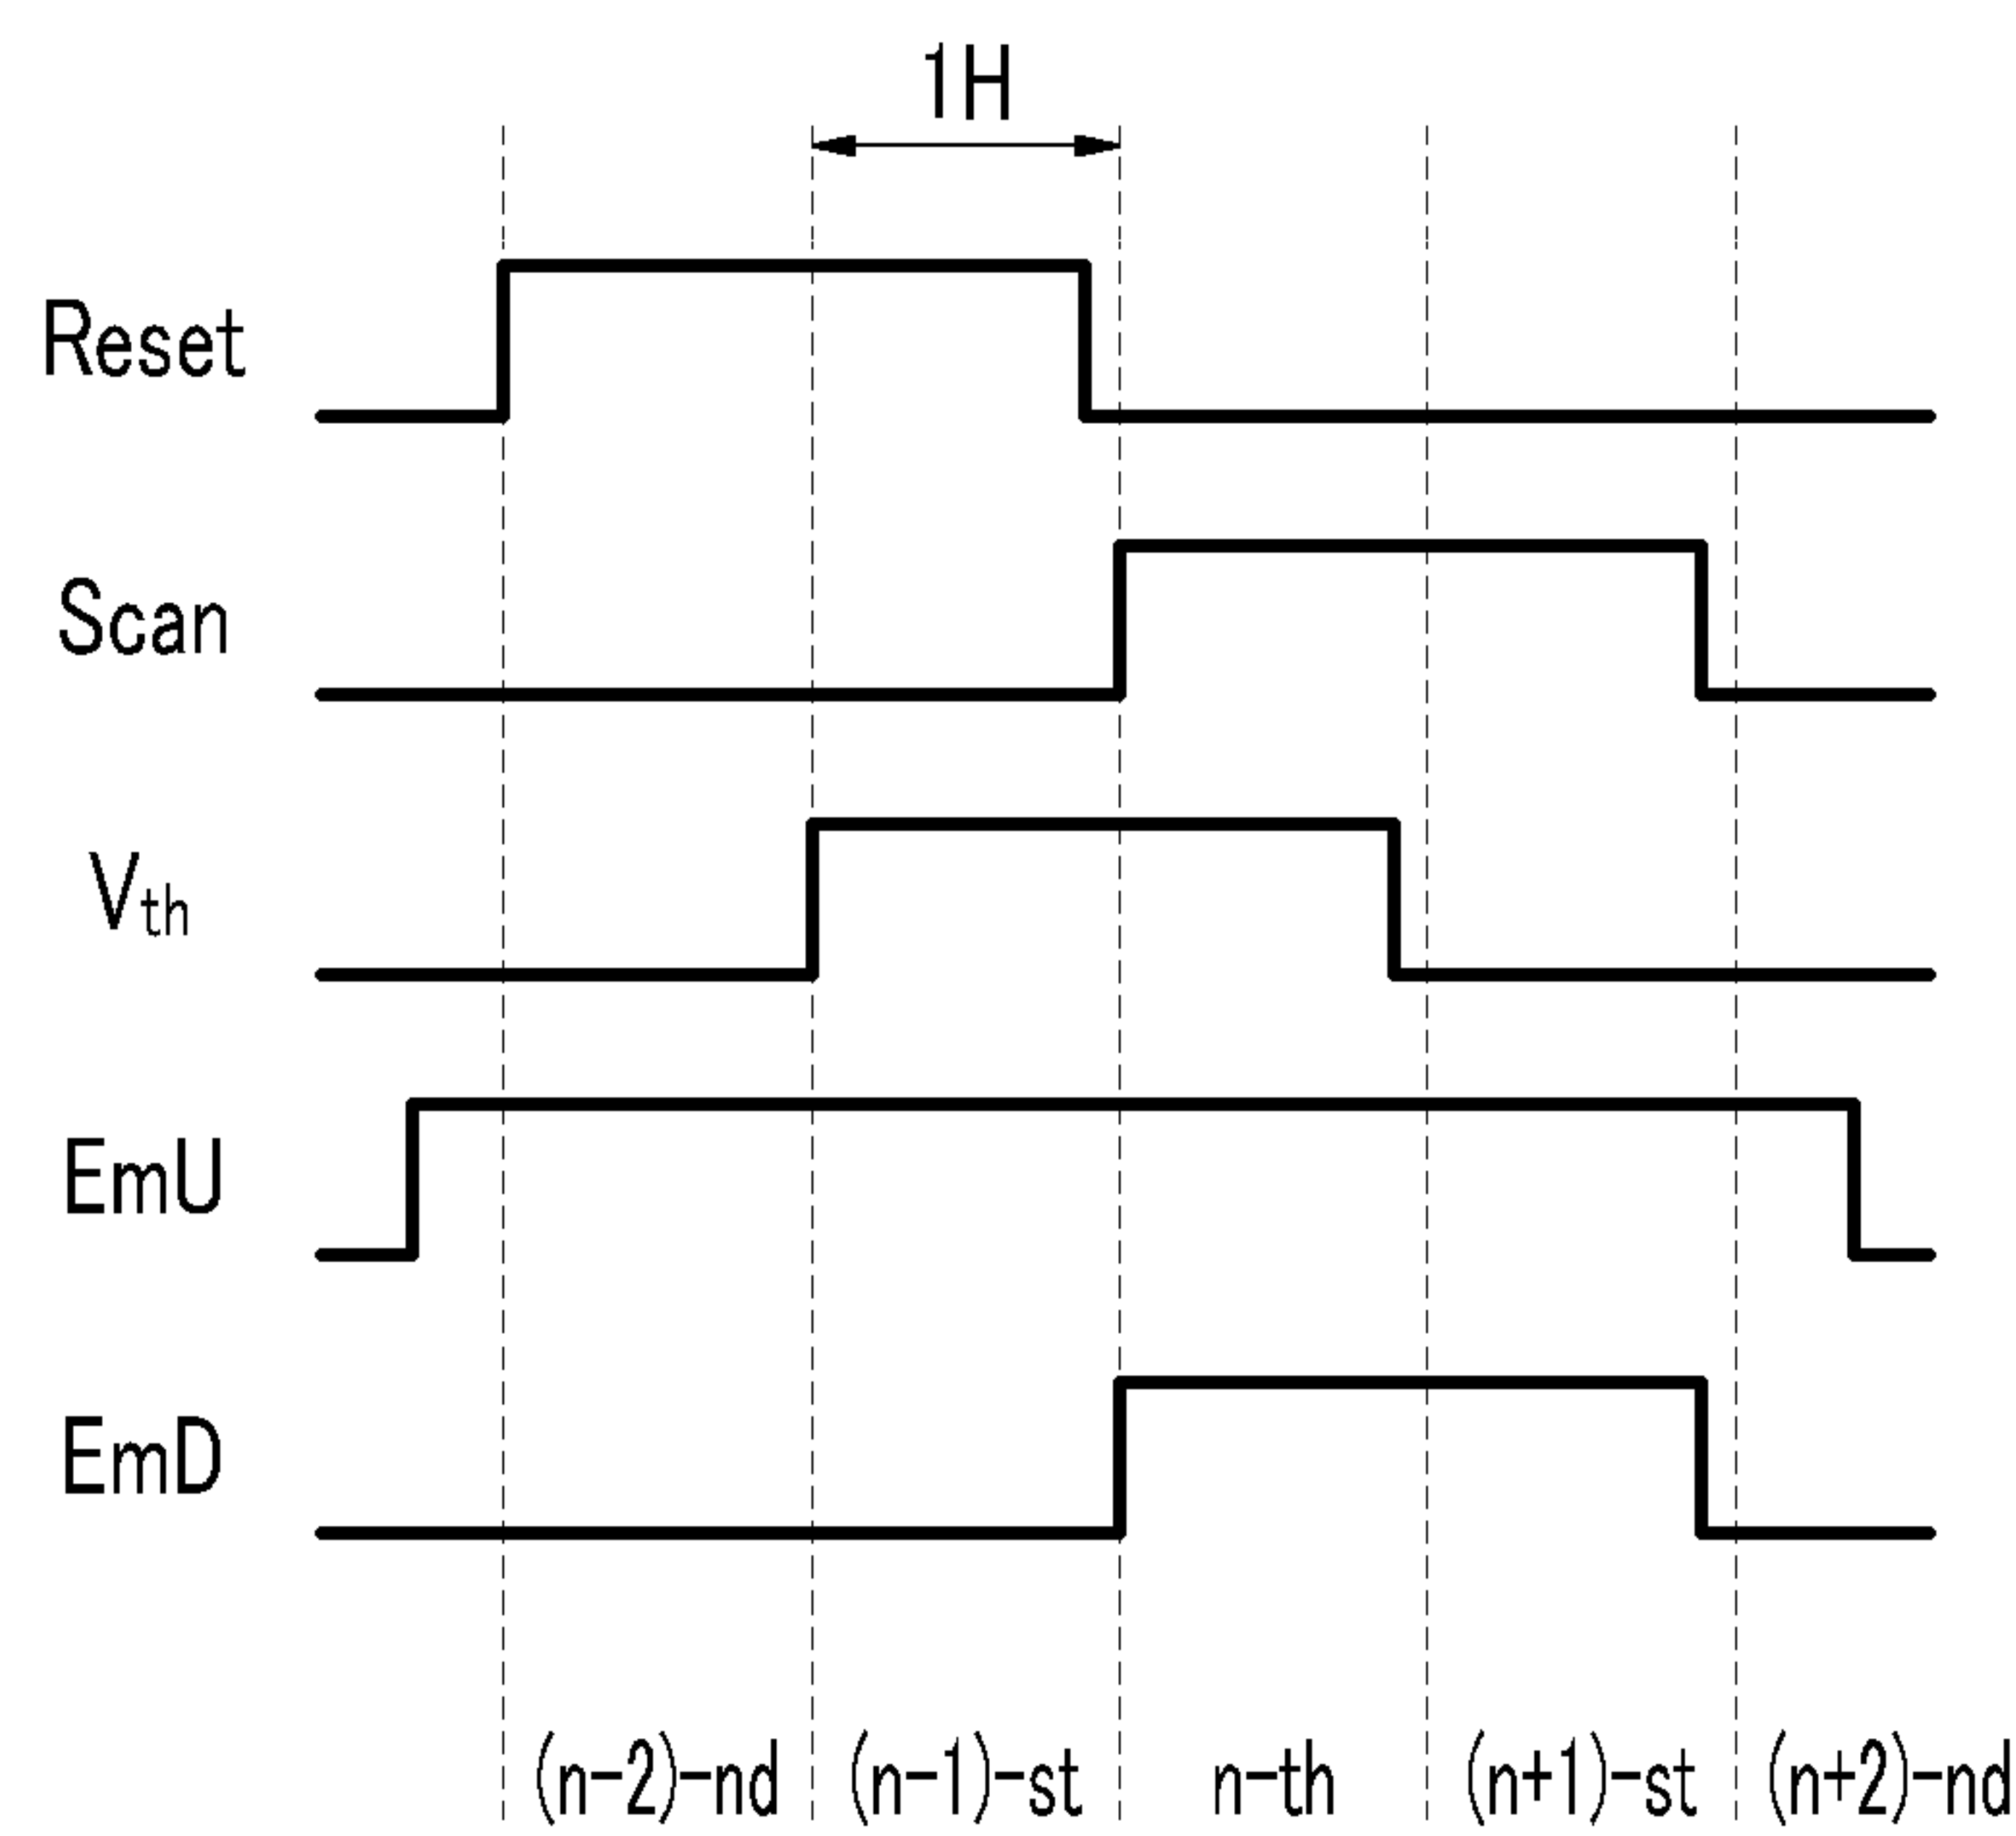 1H
Reset
Scan
Vth
EmU
EmD
(n-2)-nd (n-1)-st n-th (n+1)-st (n+2)-nd